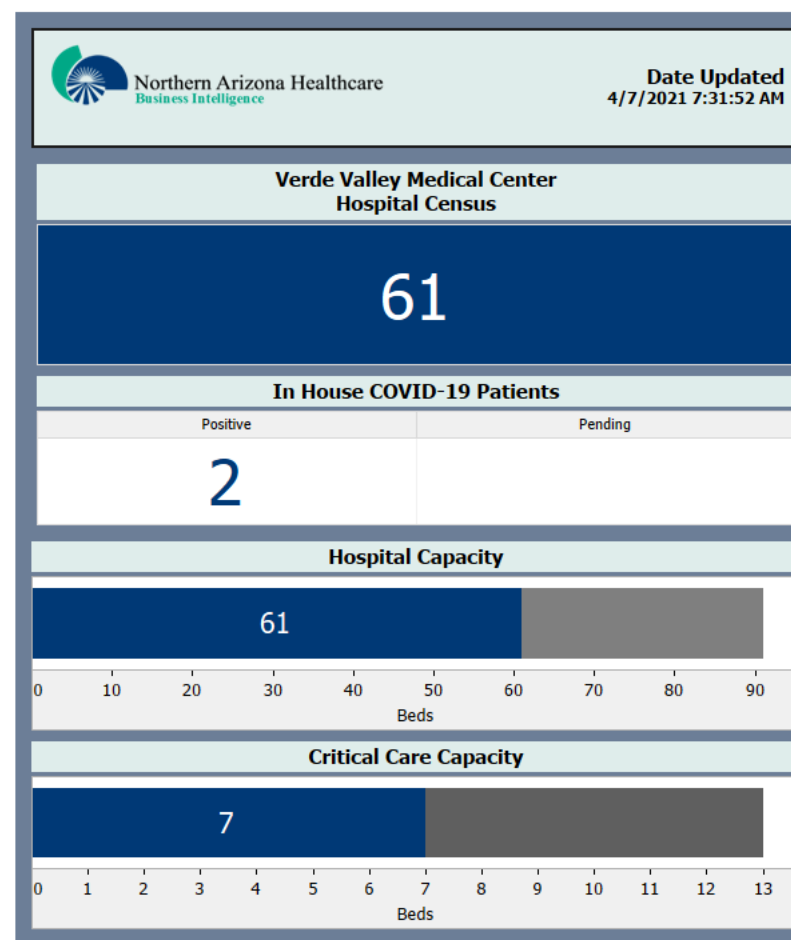 Northern Arizona Healthcare
Business Intelligence
Date Updated
4/7/2021 7:31:52 AM
Verde Valley Medical Center
Hospital Census
61
In House COVID-19 Patients
Positive Pending
2
Hospital Capacity
61
0 10 20 30 40 50 60 70 80 90
Beds
Critical Care Capacity
7
0 1 2 3 4 5 6 7 8 9 10 11 12 13
Beds